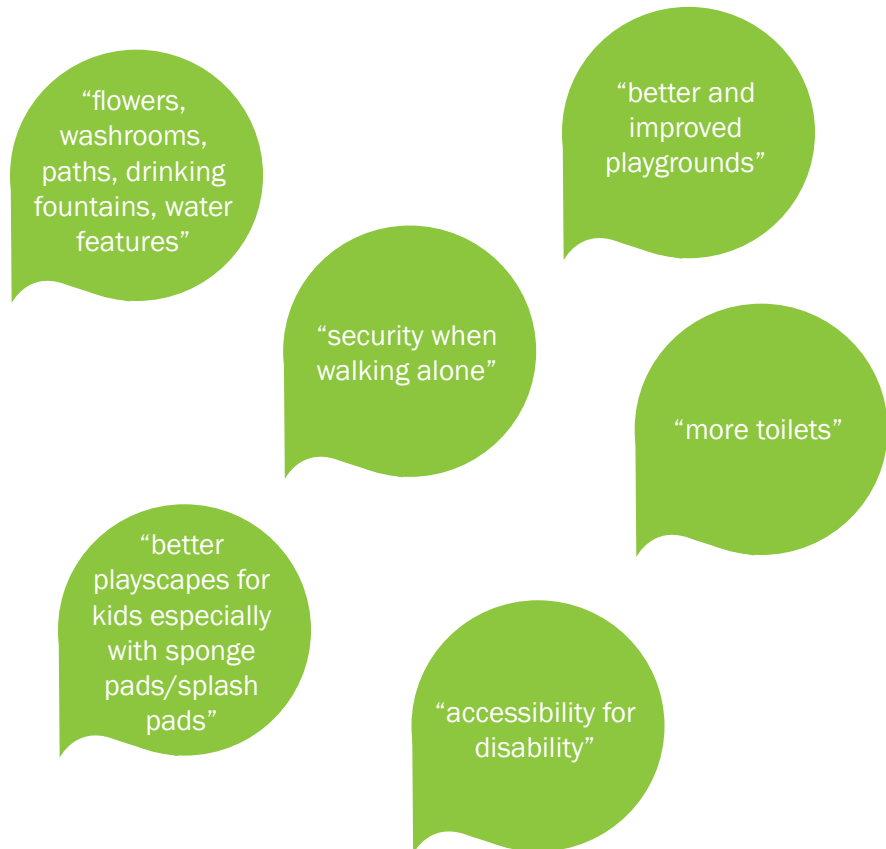 “flowers,
washrooms,
paths, drinking
fountains, water
features”
“better and
improved
playgrounds”
“security when
walking alone”
“more toilets”
“better
playscapes for
kids especially
with sponge
pads/splash
pads”
“accessibility for
disability”